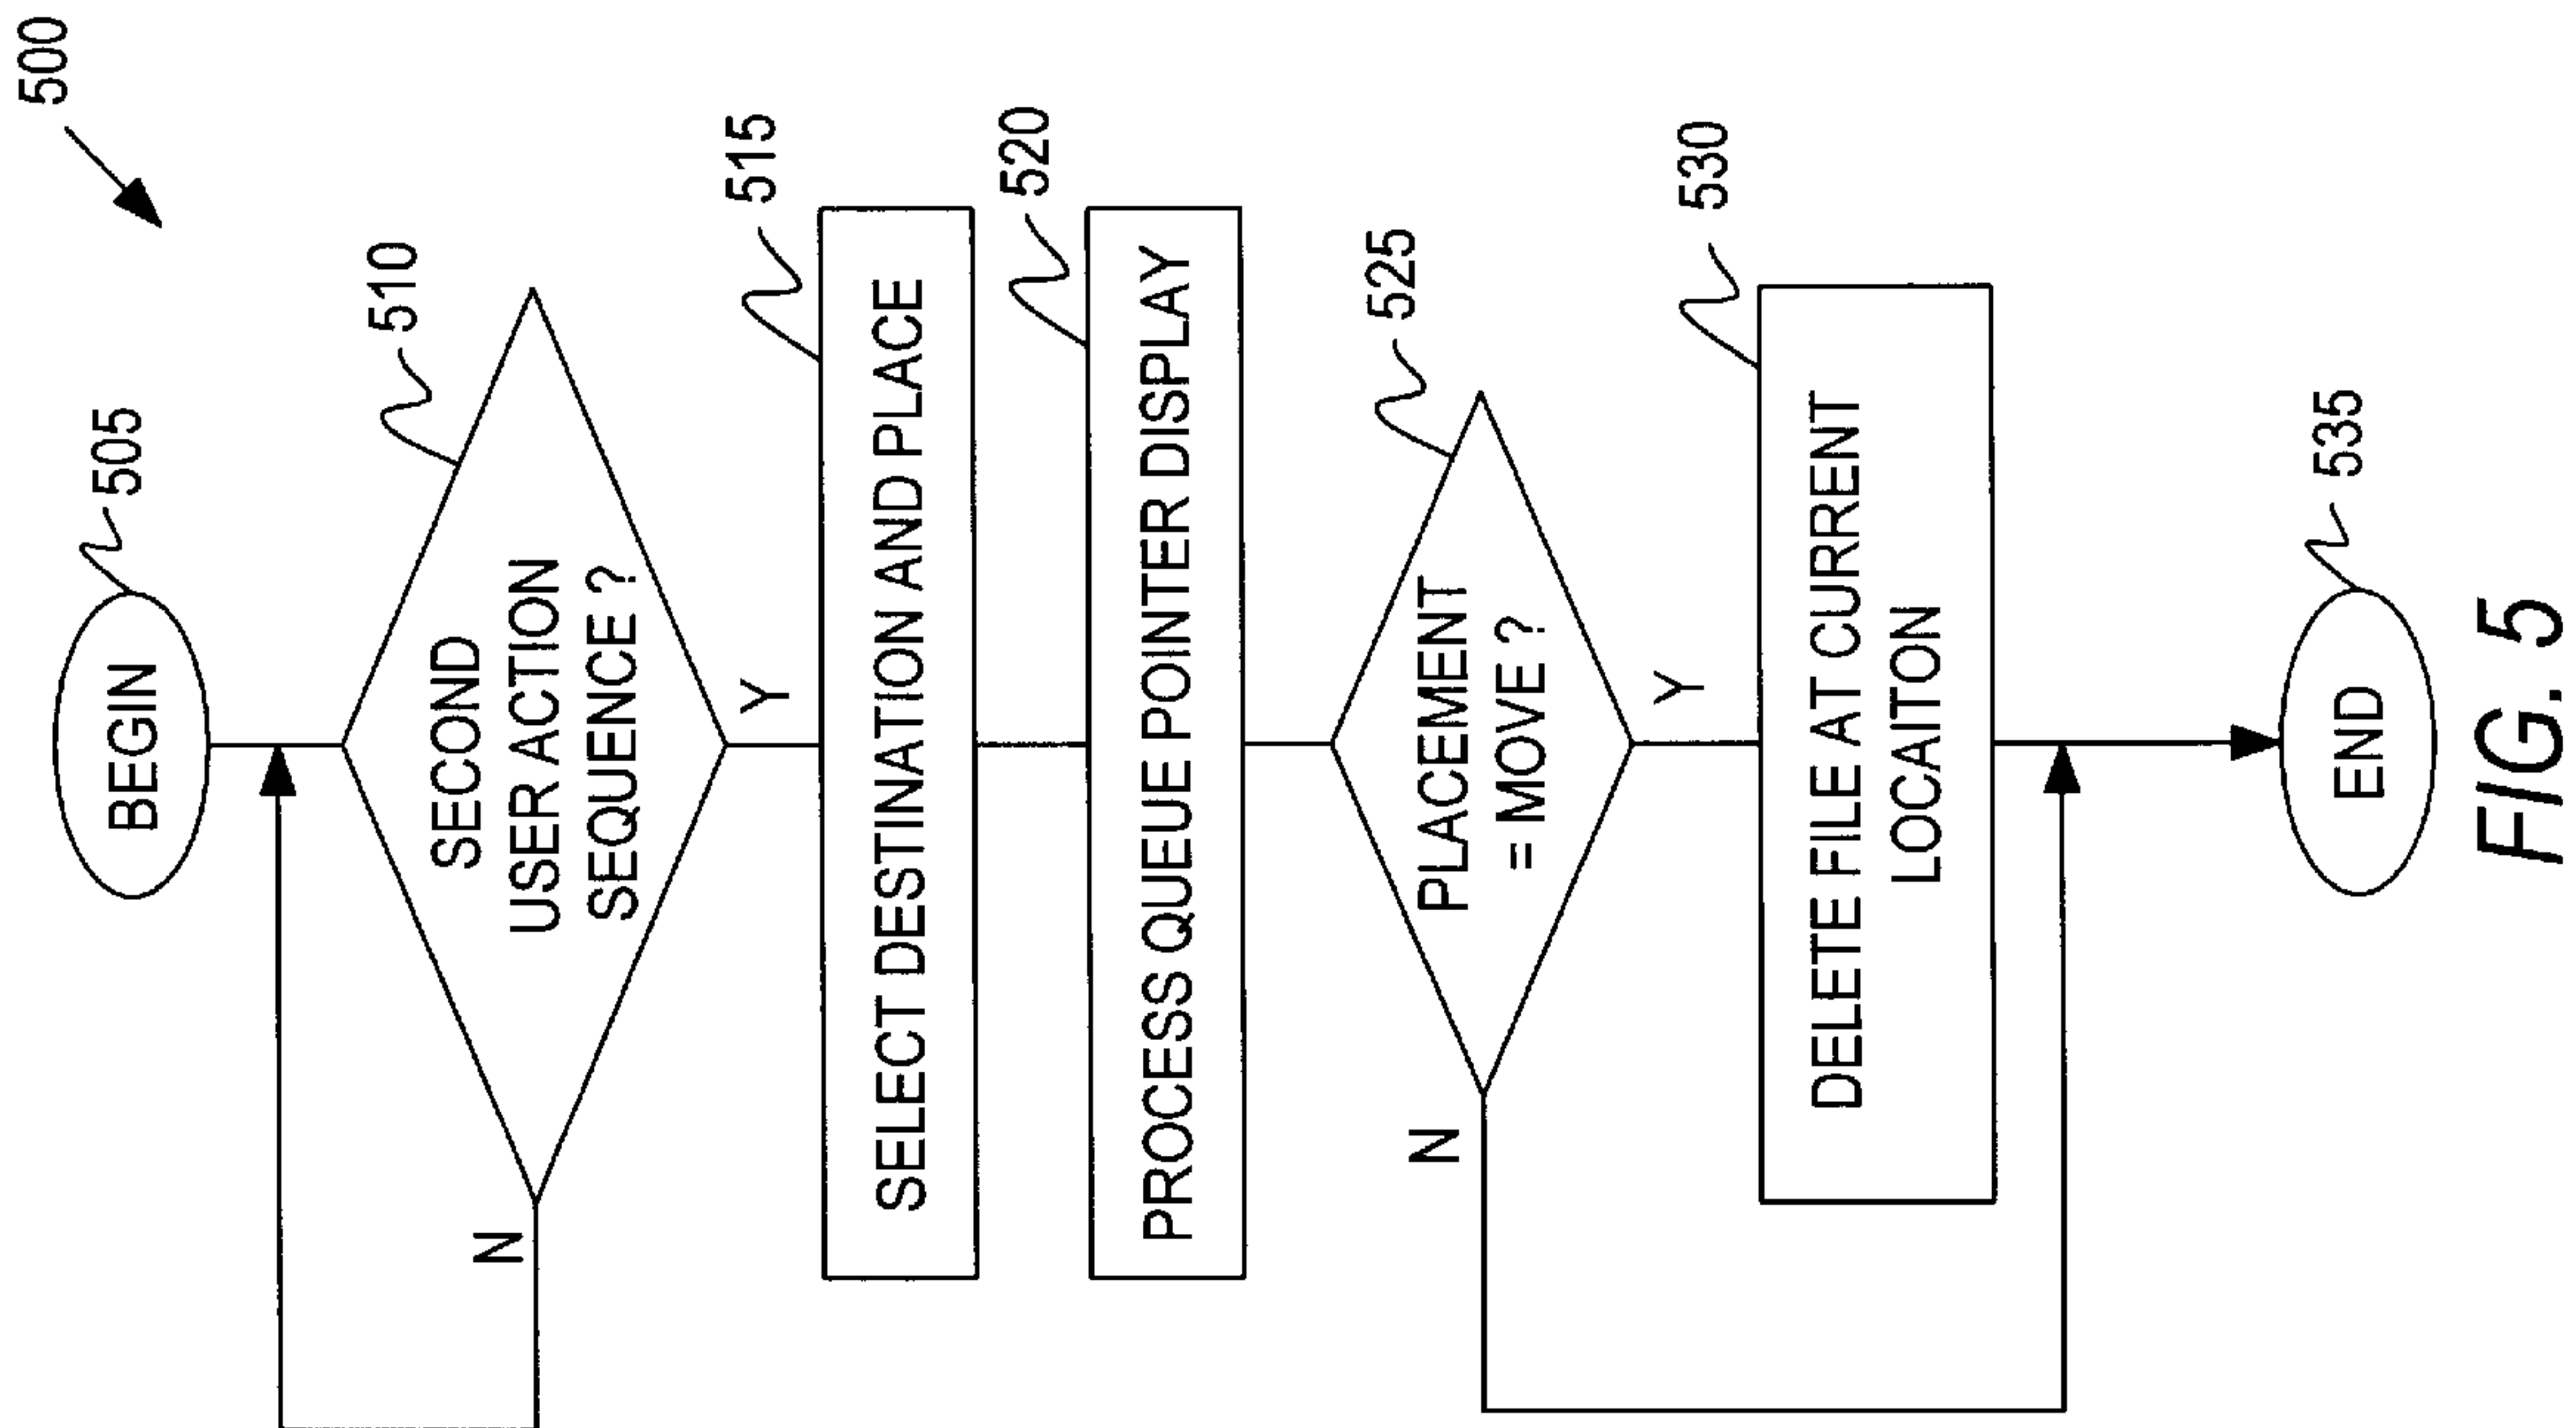 500
BEGIN
505
SECOND
USER ACTION
SEQUENCE ?
510
N
Y
SELECT DESTINATION AND PLACE
515
PROCESS QUEUE POINTER DISPLAY
520
PLACEMENT
= MOVE ?
525
N
Y
DELETE FILE AT CURRENT
LOCAITON
530
END
535
FIG. 5